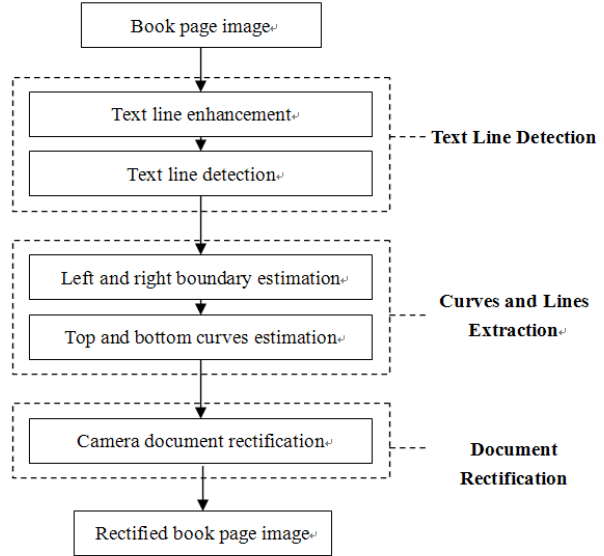 Book page image
Text line enhancement
Text Line Detection
Text line detection
Left and right boundary estimation
Curves and Lines
Extraction
Top and bottom curves estimation
Camera document rectification
Document
Rectification
Rectified book page image